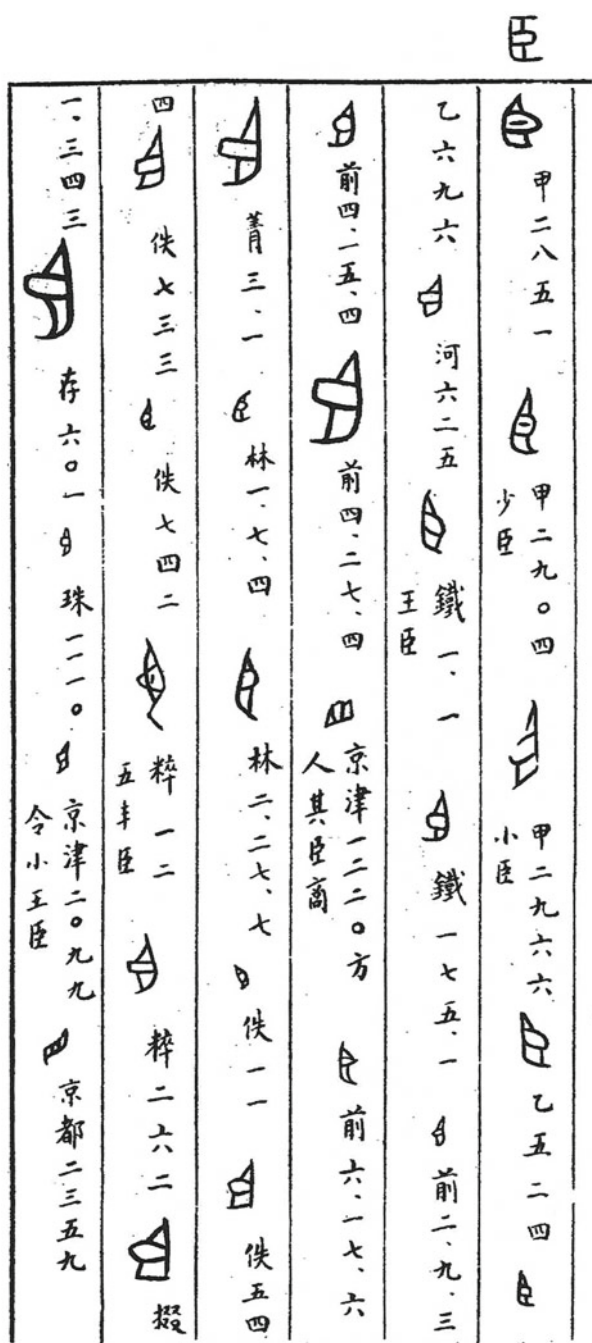 臣
甲二八五一 甲二九〇四 少臣 甲二九六六 小臣 乙五二四
乙六九六 河六二五 鐵一、一 王臣 鐵一七五、一 前二、九、三
前四、一五、四 前四、二七、四 京津一二二〇 方人其臣商 前六、一七、六
菁三、一 林一、七、四 林二、二七、七 佚一一 佚五四
四 佚七三三 佚七四二 粹一二 五丰臣 粹二六二 掇
一、三四三 存六〇一 珠一一一〇 京津二〇九九 令小王臣 京都二三五九